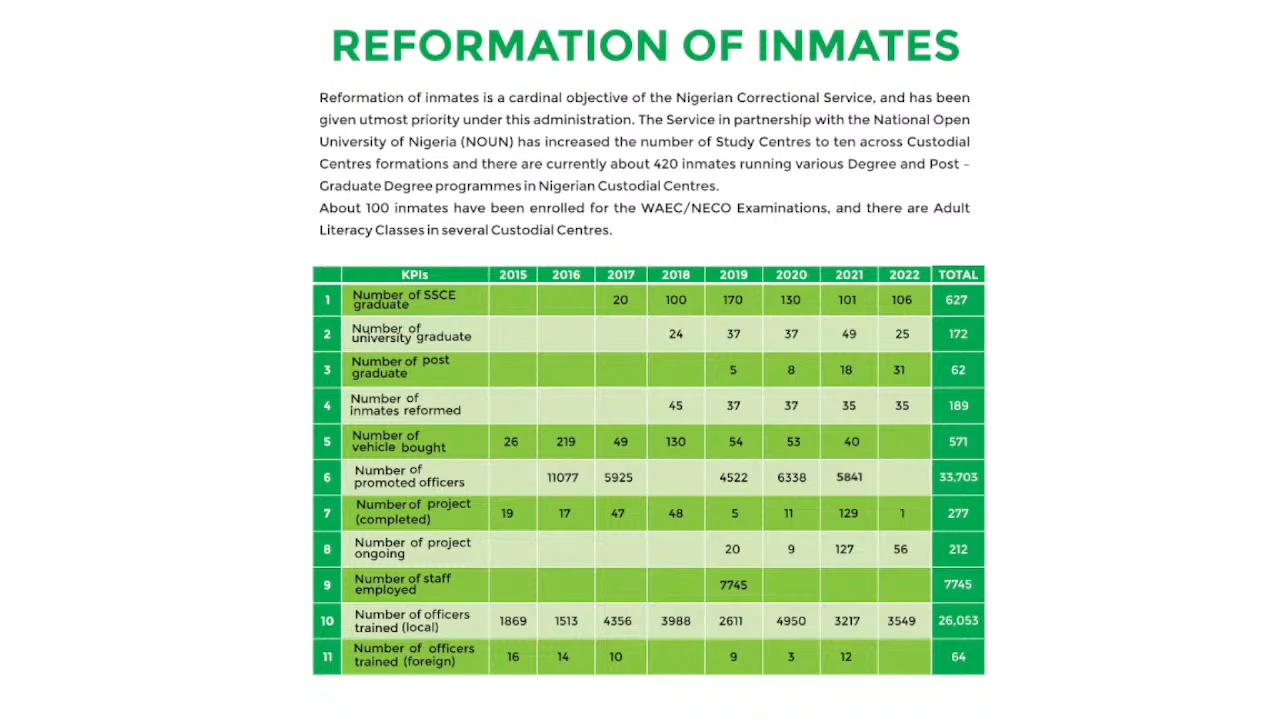 REFORMATION OF INMATES
Reformation of inmates is a cardinal objective of the Nigerian Correctional Service, and has been
given utmost priority under this administration. The Service in partnership with the National Open
University of Nigeria (NOUN) has increased the number of Study Centres to ten across Custodial
Centres formations and there are currently about 420 inmates running various Degree and Post –
Graduate Degree programmes in Nigerian Custodial Centres.
About 100 inmates have been enrolled for the WAEC/NECO Examinations, and there are Adult
Literacy Classes in several Custodial Centres.
KPIs 2015 2016 2017 2018 2019 2020 2021 2022 TOTAL
1 Number of SSCE graduate 20 100 170 130 101 106 627
2 Number of university graduate 24 37 37 49 25 172
3 Number of post graduate 5 8 18 31 62
4 Number of inmates reformed 45 37 37 35 35 189
5 Number of vehicle bought 26 219 49 130 54 53 40 571
6 Number of promoted officers 11077 5925 4522 6338 5841 33,703
7 Number of project (completed) 19 17 47 48 5 11 129 1 277
8 Number of project ongoing 20 9 127 56 212
9 Number of staff employed 7745 7745
10 Number of officers trained (local) 1869 1513 4356 3988 2611 4950 3217 3549 26,053
11 Number of officers trained (foreign) 16 14 10 9 3 12 64